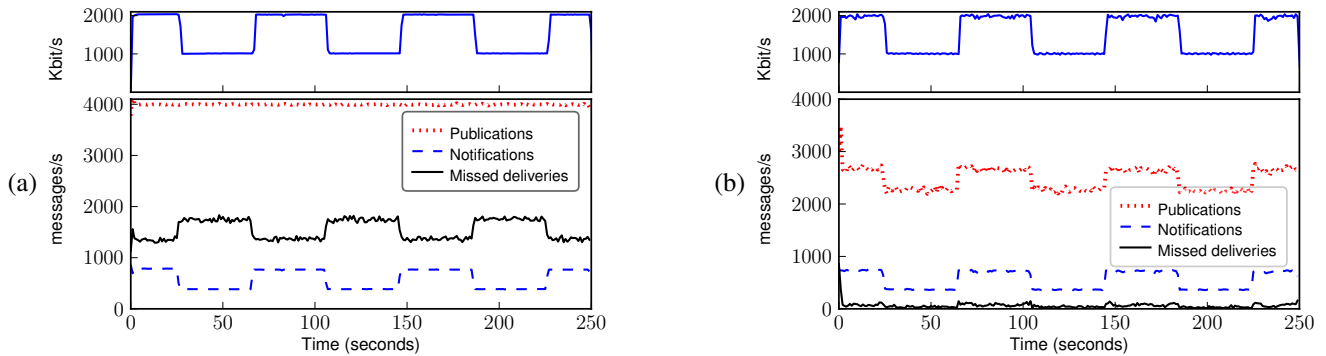 2000
1000
Kbit/s
4000
3000
2000
1000
0
messages/s
(a)
Publications
Notifications
Missed deliveries
0
50
100
150
200
250
Time (seconds)
2000
1000
Kbit/s
4000
3000
2000
1000
0
messages/s
(b)
Publications
Notifications
Missed deliveries
0
50
100
150
200
250
Time (seconds)